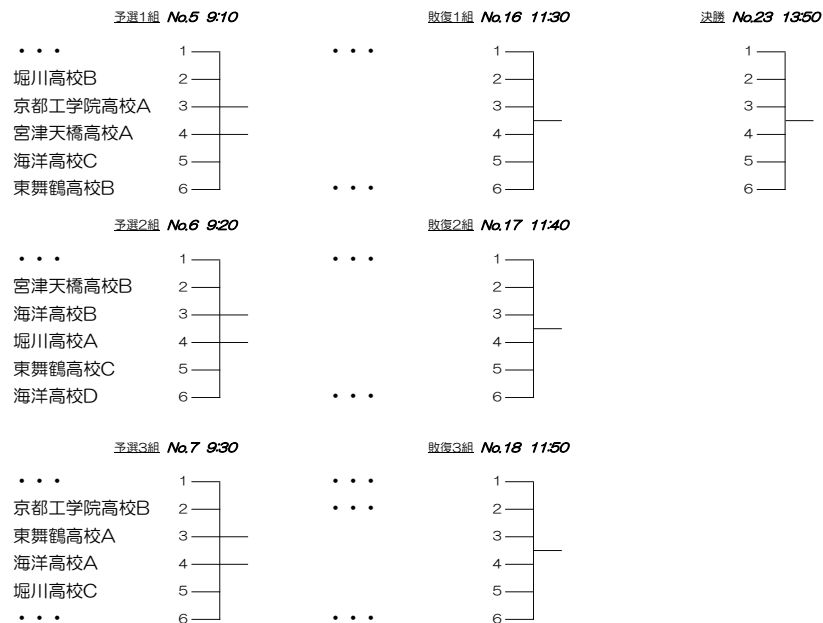 予選1組 No.5 9:10 敗復1組 No.16 11:30 決勝 No.23 13:50
・・・ 1 ・・・ 1 1
堀川高校B 2 2 2
京都工学院高校A 3 3 3
宮津天橋高校A 4 4 4
海洋高校C 5 5 5
東舞鶴高校B 6 ・・・ 6 6
予選2組 No.6 9:20 敗復2組 No.17 11:40
・・・ 1 ・・・ 1
宮津天橋高校B 2 2
海洋高校B 3 3
堀川高校A 4 4
東舞鶴高校C 5 5
海洋高校D 6 ・・・ 6
予選3組 No.7 9:30 敗復3組 No.18 11:50
・・・ 1 ・・・ 1
京都工学院高校B 2 ・・・ 2
東舞鶴高校A 3 3
海洋高校A 4 4
堀川高校C 5 5
・・・ 6 ・・・ 6